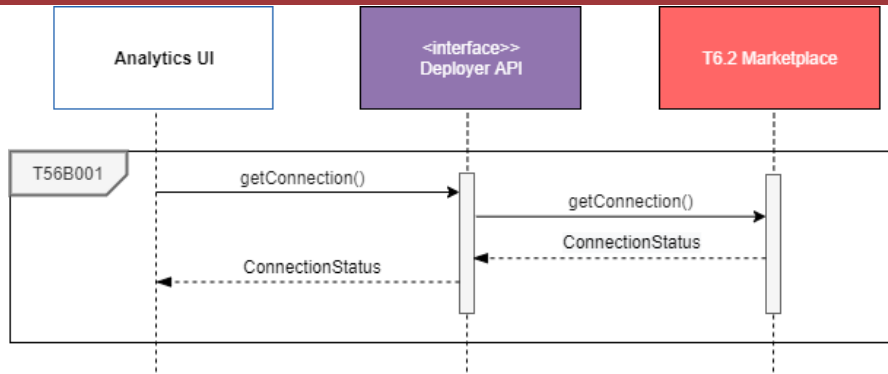 Analytics UI
<interface>>
Deployer API
T6.2 Marketplace
T56B001
getConnection()
getConnection()
ConnectionStatus
ConnectionStatus